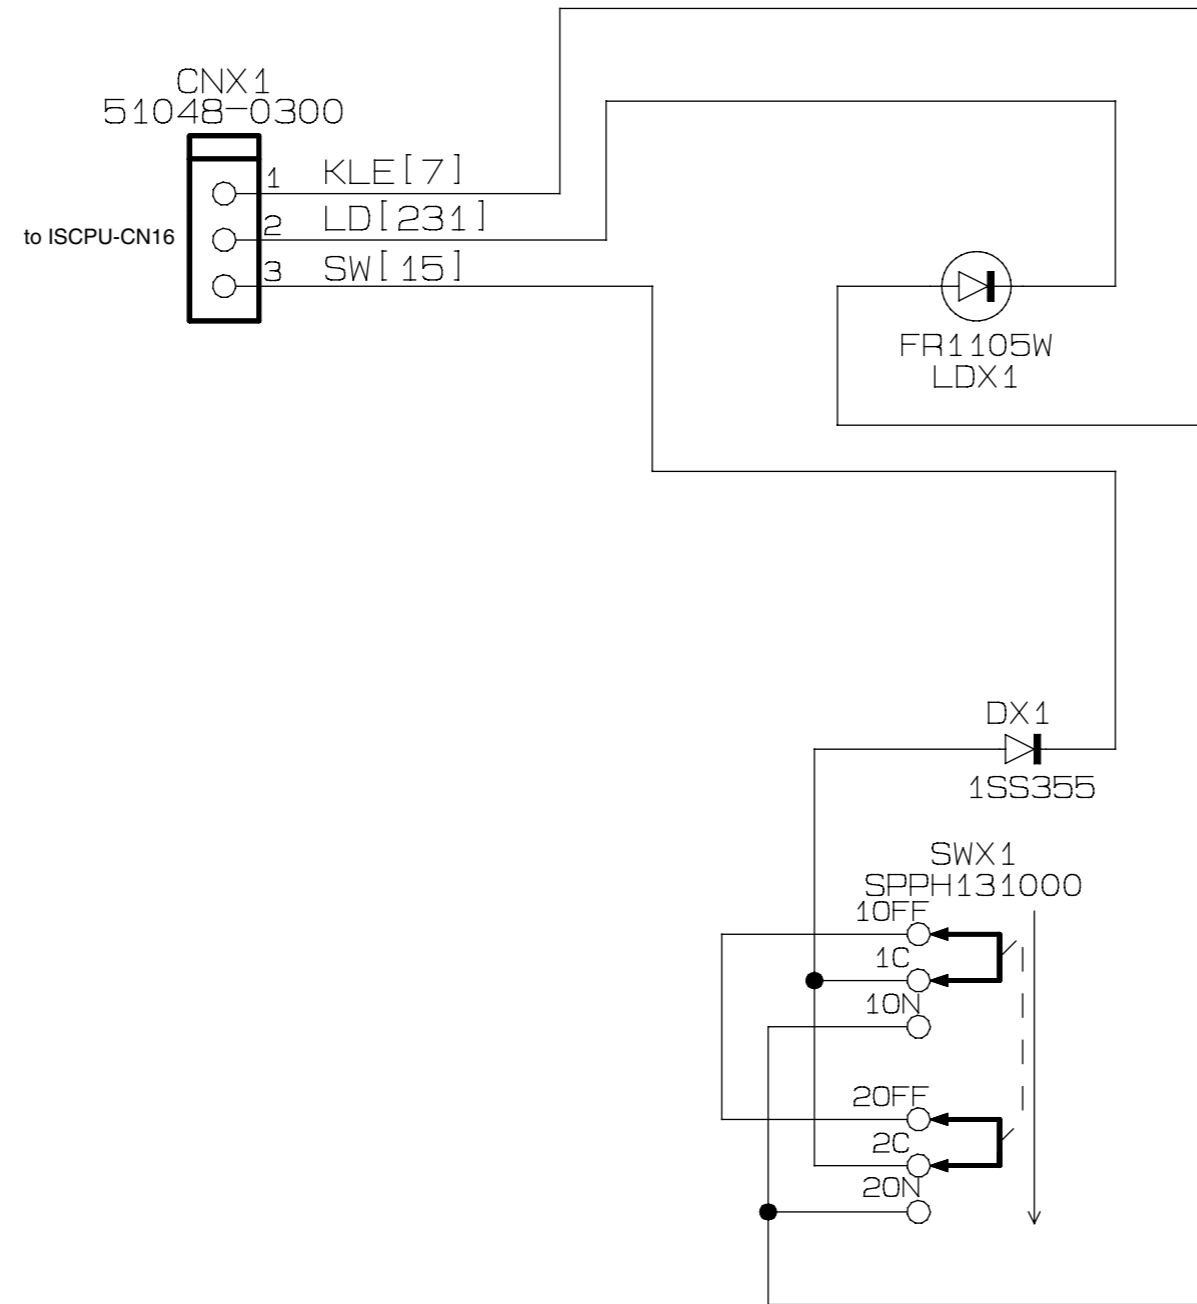 CNX1
51048-0300
1 KLE[7]
to ISCPU-CN16
2 LD[231]
3 SW[15]
FR1105W
LDX1
DX1
1SS355
SWX1
SPPH131000
1OFF
1C
1ON
2OFF
2C
2ON